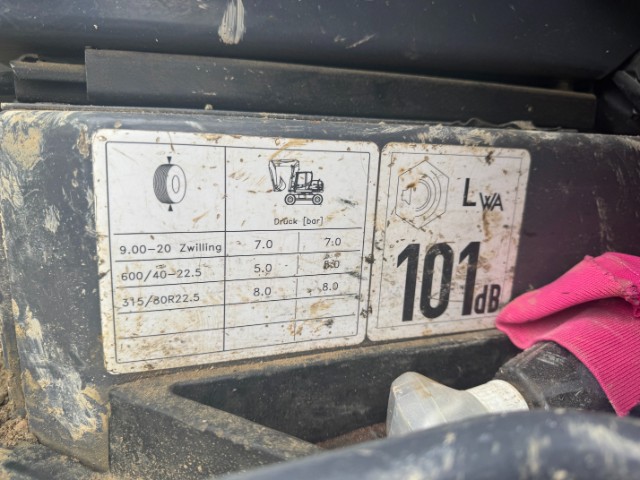 Druck [bar]
9.00-20 Zwilling 7.0 7.0
600/40-22.5 5.0
315/80R22.5 8.0 8.0
LWA
101dB